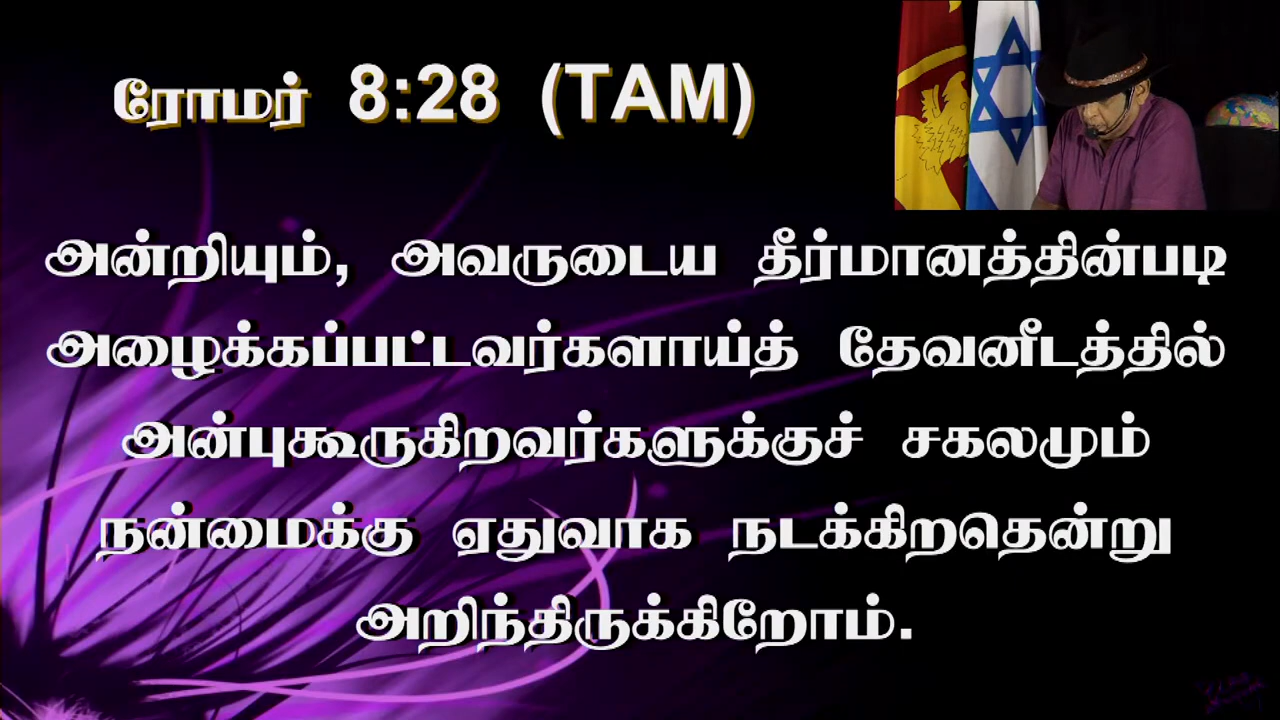 ரோமர் 8:28 (TAM)
அன்றியும், அவருடைய தீர்மானத்தின்படி
அழைக்கப்பட்டவர்களாய்த் தேவனீடத்தில்
அன்புகூருகிறவர்களுக்குச் சகலமும்
நன்மைக்கு ஏதுவாக நடக்கிறதென்று
அறிந்திருக்கிறோம்.